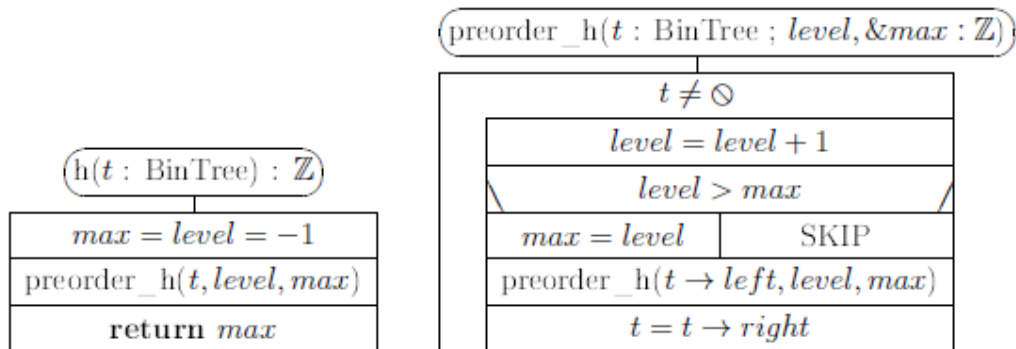 h(t : BinTree) : ℤ
max = level = −1
preorder_h(t, level, max)
return max
preorder_h(t : BinTree ; level, &max : ℤ)
t ≠ ⦸
level = level + 1
level > max
max = level
SKIP
preorder_h(t → left, level, max)
t = t → right